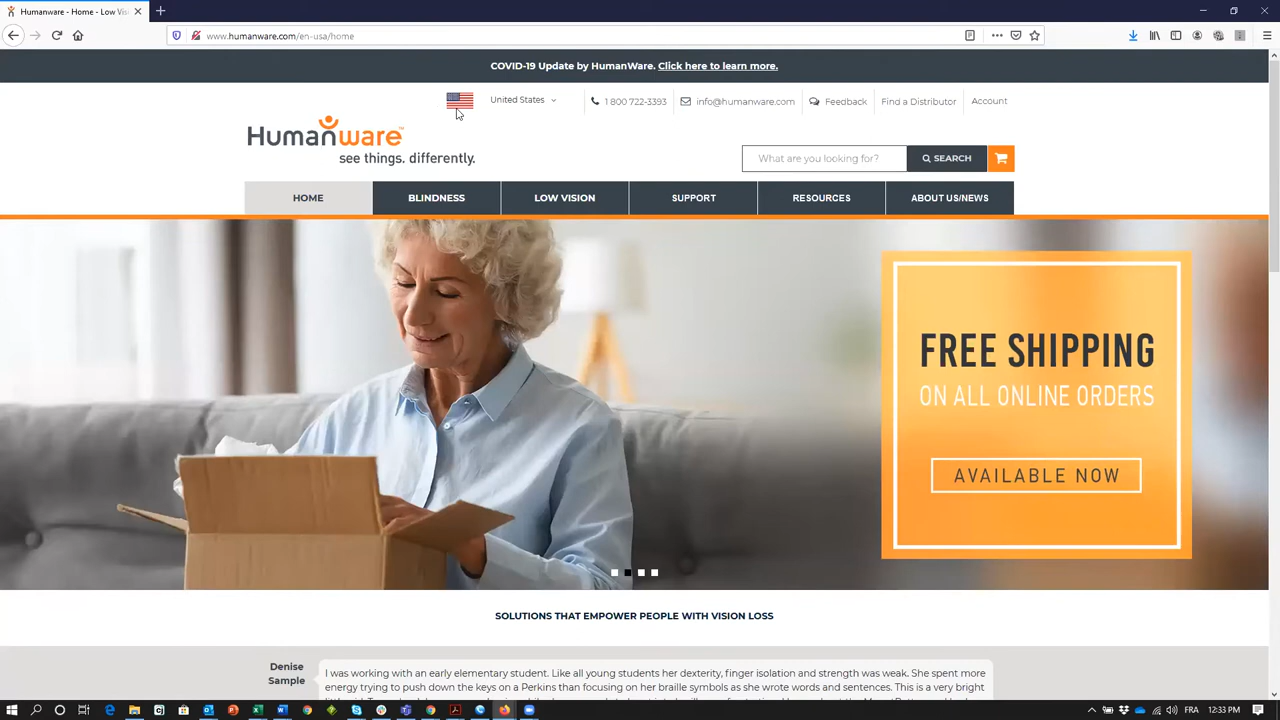 Humanware - Home - Low Vis
www.humanware.com/en-usa/home
COVID-19 Update by HumanWare. Click here to learn more.
United States
1 800 722-3393
info@humanware.com
Feedback
Find a Distributor
Account
Humanware™
see things. differently.
What are you looking for?
SEARCH
HOME
BLINDNESS
LOW VISION
SUPPORT
RESOURCES
ABOUT US/NEWS
FREE SHIPPING
ON ALL ONLINE ORDERS
AVAILABLE NOW
SOLUTIONS THAT EMPOWER PEOPLE WITH VISION LOSS
Denise
Sample
I was working with an early elementary student. Like all young students her dexterity, finger isolation and strength was weak. She spent more
energy trying to push down the keys on a Perkins than focusing on her braille symbols as she wrote words and sentences. This is a very bright
FRA
12:33 PM